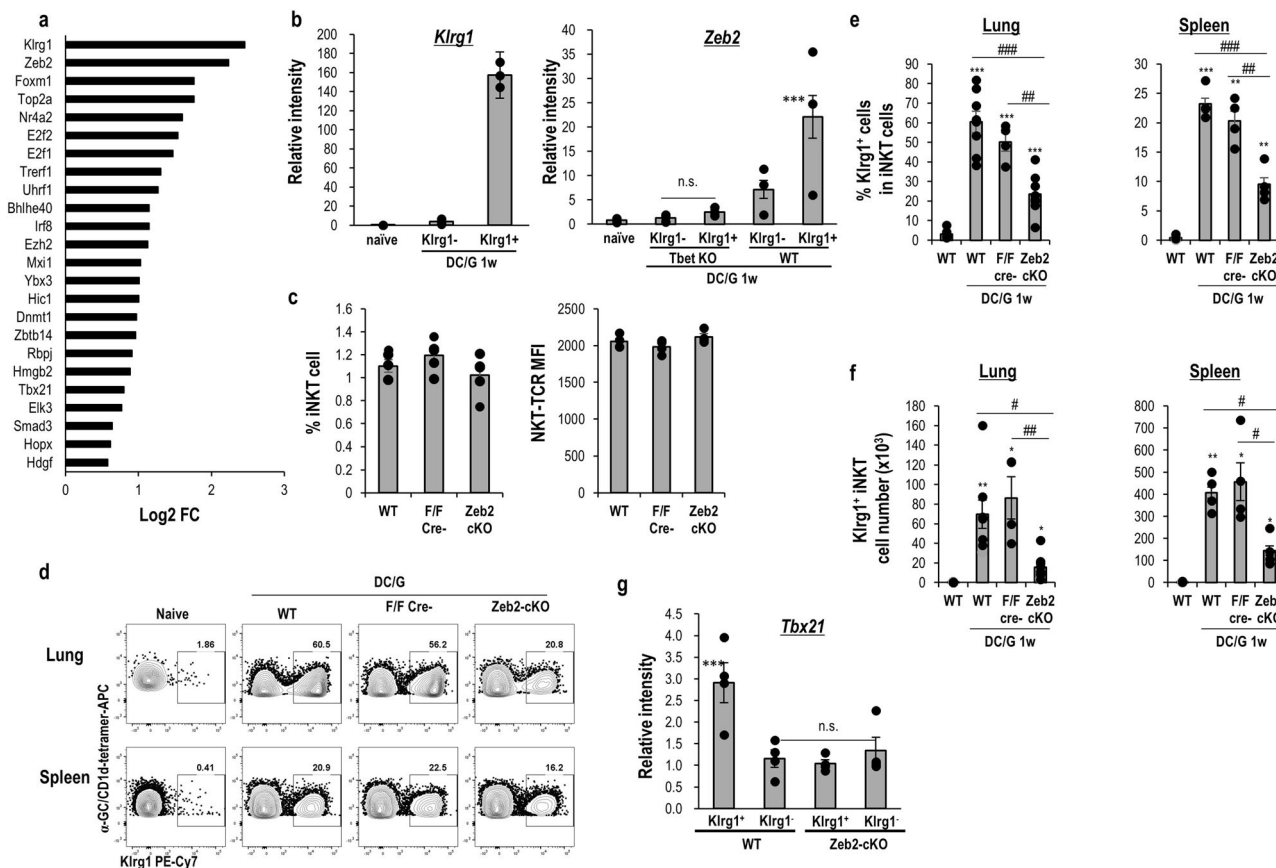 a
Klrg1
Zeb2
Foxm1
Top2a
Nr4a2
E2f2
E2f1
Trerf1
Uhrf1
Bhlhe40
Irf8
Ezh2
Mxi1
Ybx3
Hic1
Dnmt1
Zbtb14
Rbpj
Hmgb2
Tbx21
Elk3
Smad3
Hopx
Hdgf
0 1 2 3
Log2 FC
b
Klrg1
Relative intensity
200
180
160
140
120
100
80
60
40
20
0
naïve Klrg1- Klrg1+
DC/G 1w
Zeb2
Relative intensity
30
25
20
15
10
5
0
n.s.
***
naïve Klrg1- Klrg1+ Klrg1- Klrg1+
Tbet KO WT
DC/G 1w
c
% iNKT cell
1.6
1.4
1.2
1
0.8
0.6
0.4
0.2
0
WT F/F Zeb2
Cre- cKO
NKT-TCR MFI
2500
2000
1500
1000
500
0
WT F/F Zeb2
Cre- cKO
d
DC/G
Naive WT F/F Cre- Zeb2-cKO
Lung
1.86 60.5 56.2 20.8
Spleen
0.41 20.9 22.5 16.2
α-GC/CD1d-tetramer-APC
Klrg1 PE-Cy7
e
Lung
% Klrg1+ cells
in iNKT cells
100
90
80
70
60
50
40
30
20
10
0
###
##
*** *** ***
WT WT F/F Zeb2
cre- cKO
DC/G 1w
Spleen
30
25
20
15
10
5
0
###
##
*** ** **
WT WT F/F Zeb2
cre- cKO
DC/G 1w
f
Lung
Klrg1+ iNKT
cell number (x103)
180
160
140
120
100
80
60
40
20
0
#
##
** * *
WT WT F/F Zeb2
cre- cKO
DC/G 1w
Spleen
800
700
600
500
400
300
200
100
0
#
#
** * *
WT WT F/F
cre- cKO
DC/G 1w
g
Tbx21
Relative intensity
4.5
4.0
3.5
3.0
2.5
2.0
1.5
1.0
0.5
0.0
***
n.s.
Klrg1+ Klrg1- Klrg1+ Klrg1-
WT Zeb2-cKO